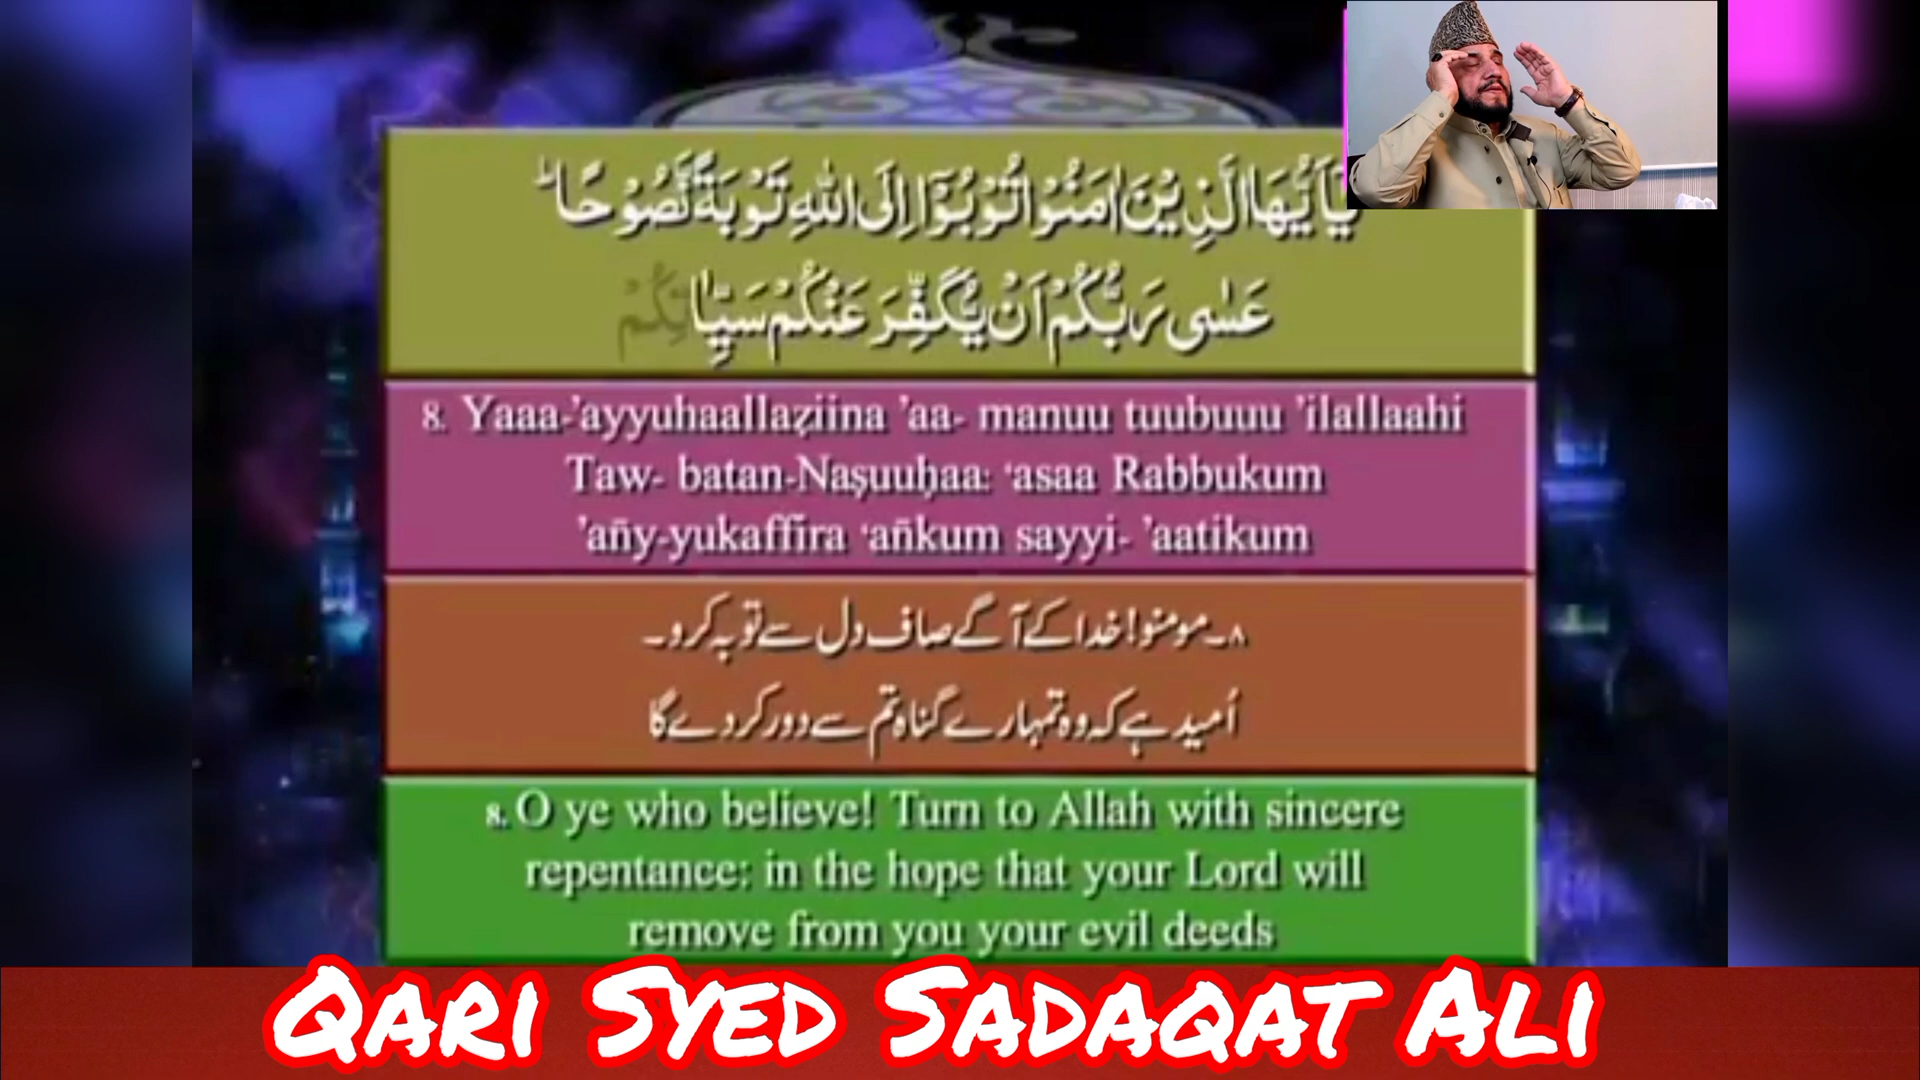 يٰۤاَيُّهَا الَّذِيْنَ اٰمَنُوْا تُوْبُوْۤا اِلَى اللّٰهِ تَوْبَةً نَّصُوْحًا ؕ
عَسٰى رَبُّكُمْ اَنْ يُّكَفِّرَ عَنْكُمْ سَيِّاٰتِكُمْ
8. Yaaa-’ayyuhaallaẓiina ’aa- manuu tuubuuu ’ilallaahi
Taw- batan-Naṣuuḥaa: ‘asaa Rabbukum
’añy-yukaffira ‘añkum sayyi- ’aatikum
۸۔ مومنو! خدا کے آگے صاف دل سے توبہ کرو۔
اُمید ہے کہ وہ تمہارے گناہ تم سے دور کر دے گا
8. O ye who believe! Turn to Allah with sincere
repentance: in the hope that your Lord will
remove from you your evil deeds
Qari Syed Sadaqat Ali